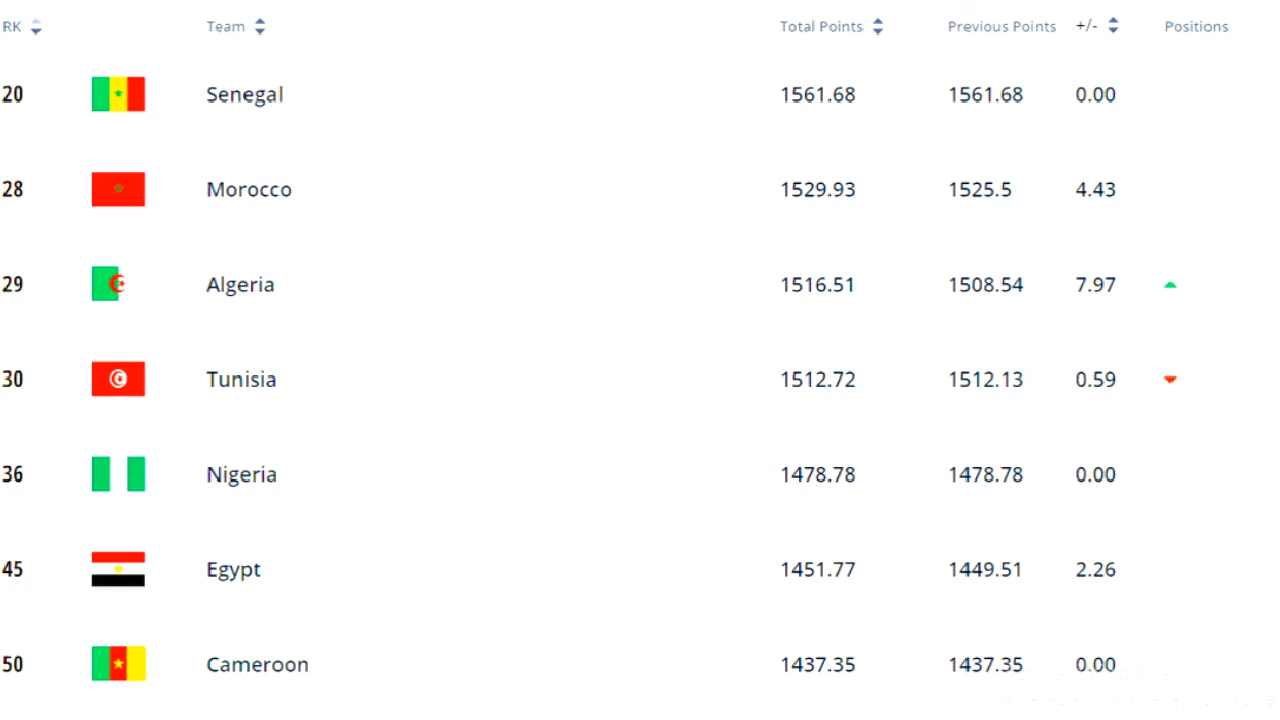 RK Team Total Points Previous Points +/- Positions
20 Senegal 1561.68 1561.68 0.00
28 Morocco 1529.93 1525.5 4.43
29 Algeria 1516.51 1508.54 7.97
30 Tunisia 1512.72 1512.13 0.59
36 Nigeria 1478.78 1478.78 0.00
45 Egypt 1451.77 1449.51 2.26
50 Cameroon 1437.35 1437.35 0.00